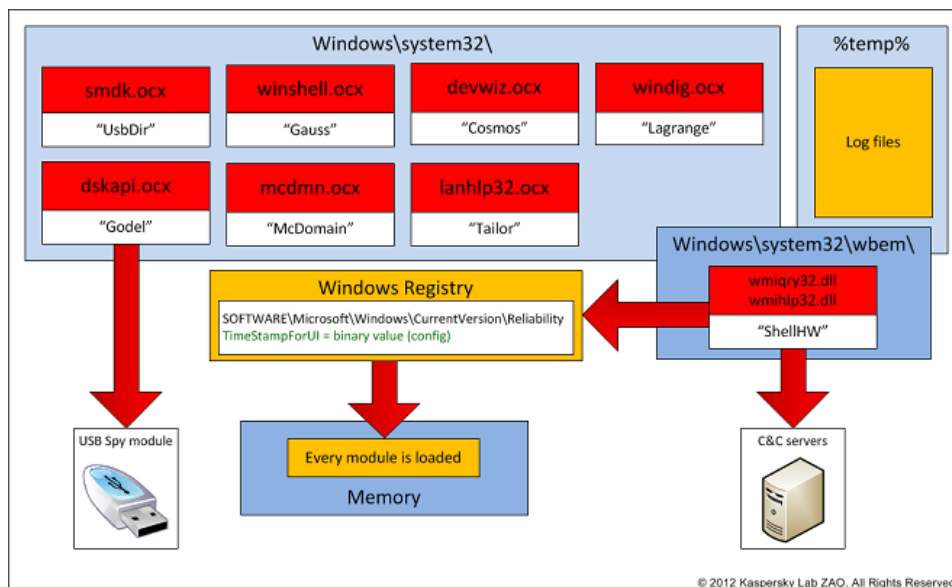 Windows\system32\
%temp%
smdk.ocx
"UsbDir"
winshell.ocx
"Gauss"
devwiz.ocx
"Cosmos"
windig.ocx
"Lagrange"
Log files
dskapi.ocx
"Godel"
mcdmn.ocx
"McDomain"
lanhlp32.ocx
"Tailor"
Windows\system32\wbem\
wmiqry32.dll
wmihlp32.dll
"ShellHW"
Windows Registry
SOFTWARE\Microsoft\Windows\CurrentVersion\Reliability
TimeStampForUI = binary value (config)
USB Spy module
Every module is loaded
Memory
C&C servers
© 2012 Kaspersky Lab ZAO. All Rights Reserved